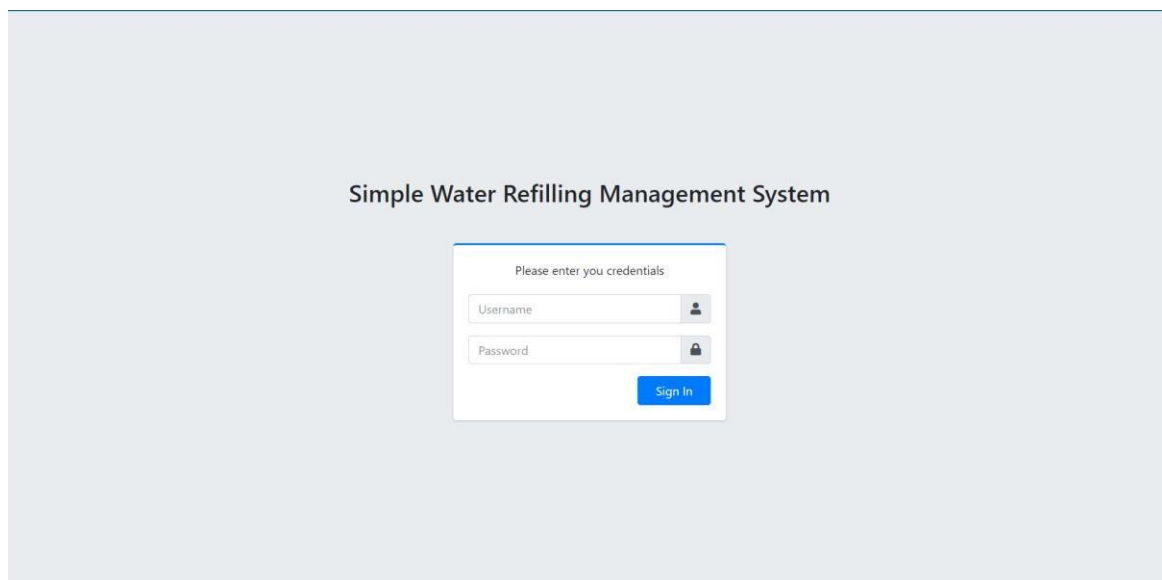 Simple Water Refilling Management System
Please enter you credentials
Username
Password
Sign In